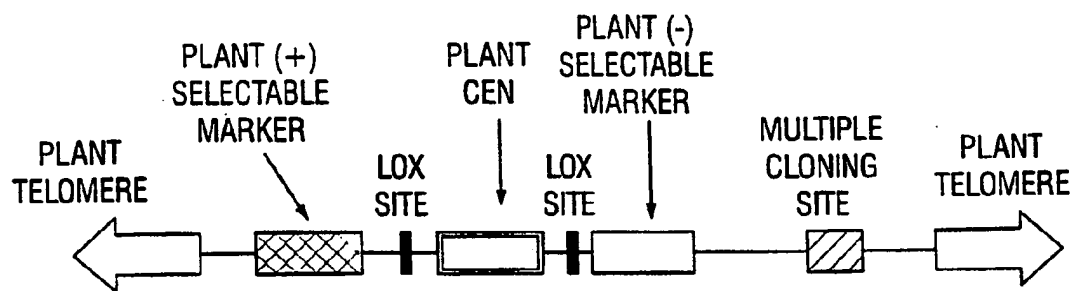 PLANT
TELOMERE
PLANT (+)
SELECTABLE
MARKER
LOX
SITE
PLANT
CEN
LOX
SITE
PLANT (-)
SELECTABLE
MARKER
MULTIPLE
CLONING
SITE
PLANT
TELOMERE